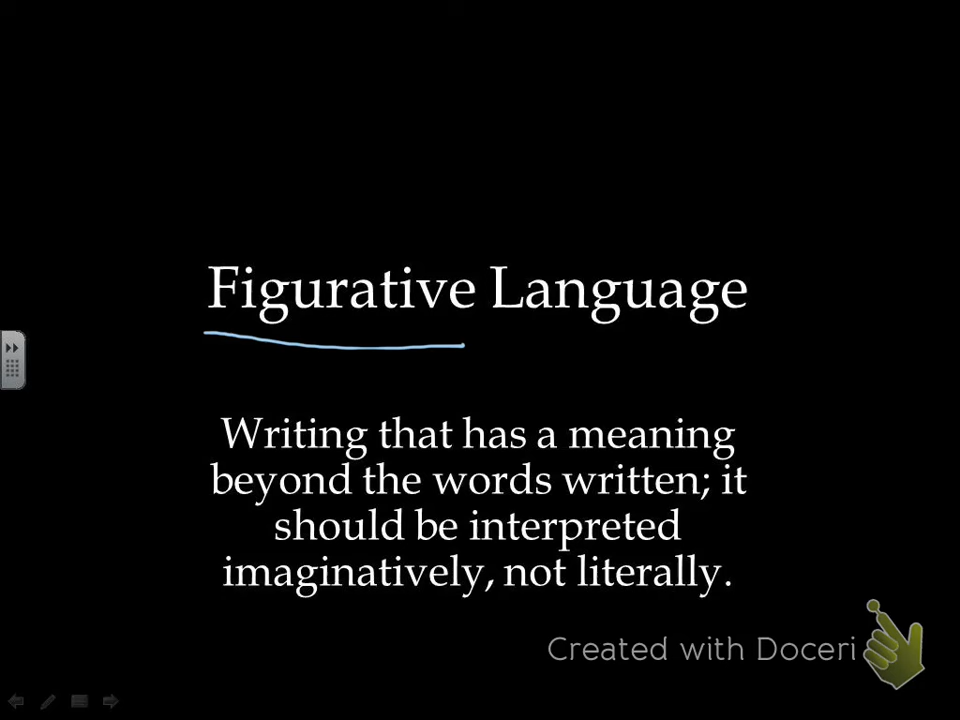 Figurative Language
Writing that has a meaning
beyond the words written; it
should be interpreted
imaginatively, not literally.
Created with Doceri